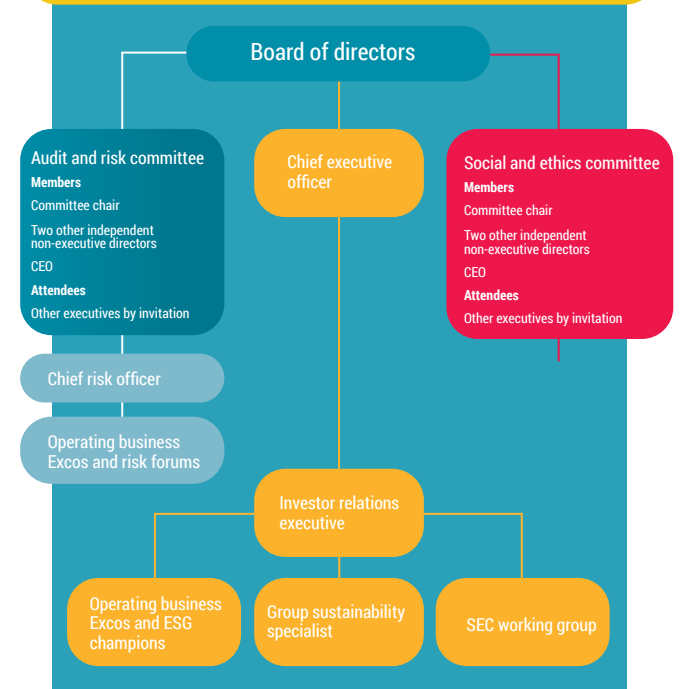 Board of directors
Audit and risk committee
Members
Committee chair
Two other independent
non-executive directors
CEO
Attendees
Other executives by invitation
Chief executive
officer
Social and ethics committee
Members
Committee chair
Two other independent
non-executive directors
CEO
Attendees
Other executives by invitation
Chief risk officer
Operating business
Excos and risk forums
Investor relations
executive
Operating business
Excos and ESG
champions
Group sustainability
specialist
SEC working group